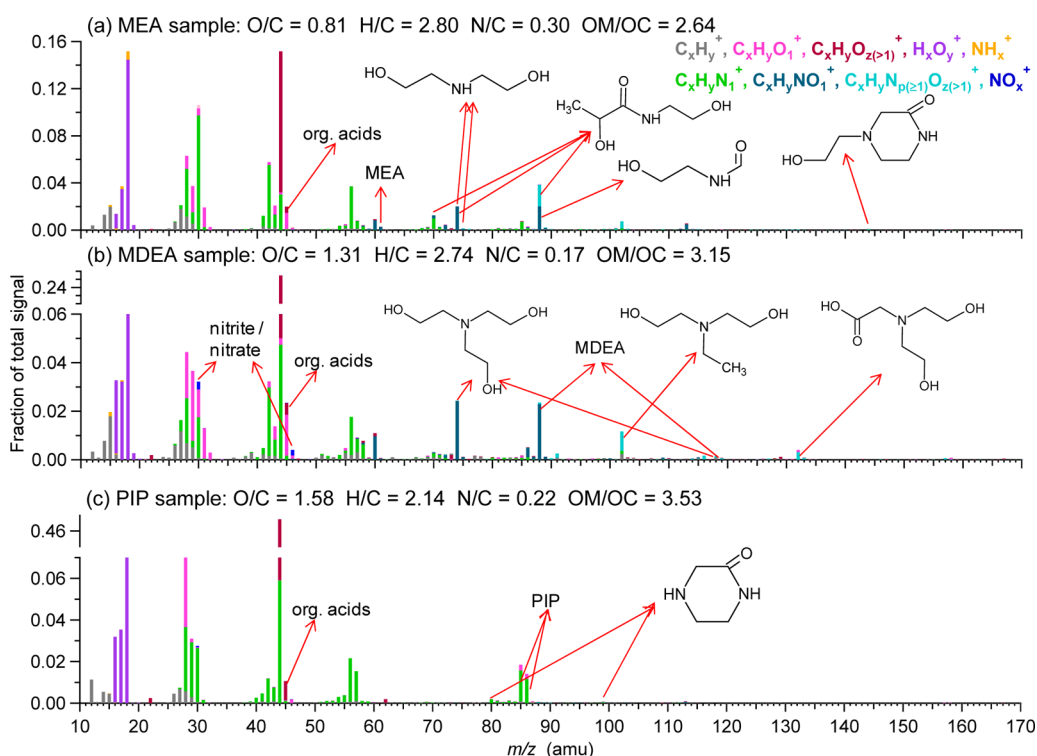 (a) MEA sample: O/C = 0.81 H/C = 2.80 N/C = 0.30 OM/OC = 2.64
CxHy+, CxHyO1+, CxHyOz(>1)+, HxOy+, NHx+
CxHyN1+, CxHyNO1+, CxHyNp(≥1)Oz(>1)+, NOx+
0.16
0.12
0.08
0.04
0.00
org. acids
MEA
HO NH OH
H3C O OH NH OH
HO NH O
HO N O NH
(b) MDEA sample: O/C = 1.31 H/C = 2.74 N/C = 0.17 OM/OC = 3.15
Fraction of total signal
0.24
0.06
0.04
0.02
0.00
nitrite /
nitrate
org. acids
HO N OH OH
MDEA
HO N OH CH3
HO O N OH OH
(c) PIP sample: O/C = 1.58 H/C = 2.14 N/C = 0.22 OM/OC = 3.53
0.46
0.06
0.04
0.02
0.00
org. acids
PIP
HN O NH
10 20 30 40 50 60 70 80 90 100 110 120 130 140 150 160 170
m/z (amu)